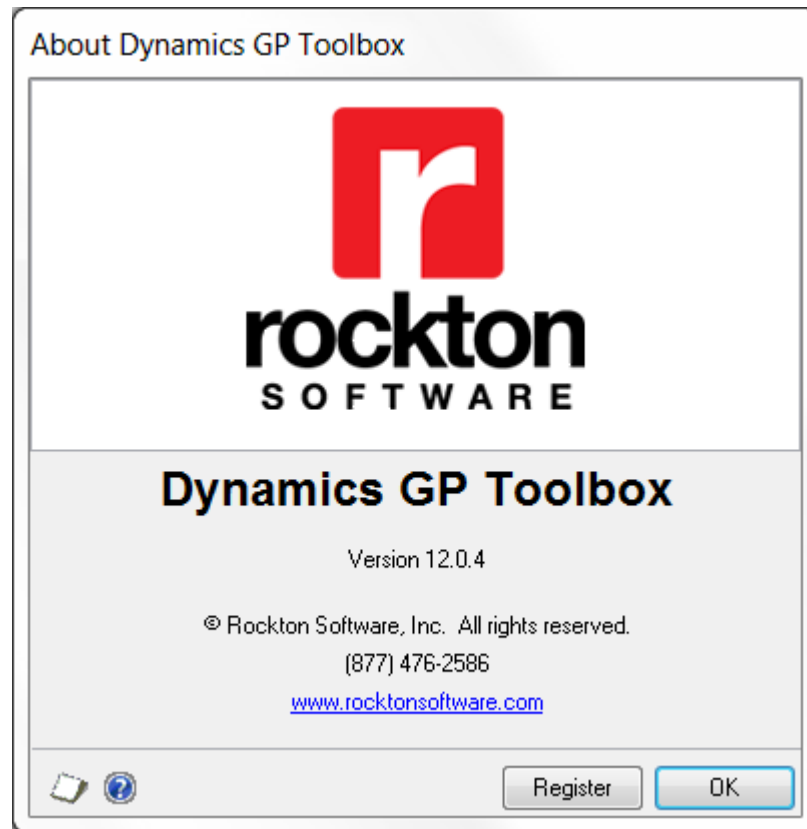 About Dynamics GP Toolbox
r
rockton
SOFTWARE
Dynamics GP Toolbox
Version 12.0.4
© Rockton Software, Inc. All rights reserved.
(877) 476-2586
www.rocktonsoftware.com
Register OK